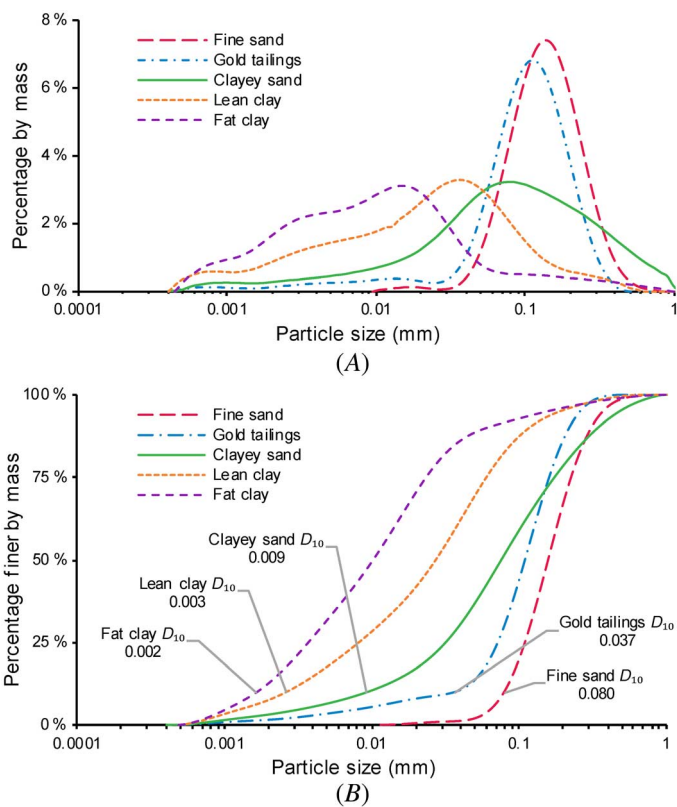 8 %
6 %
4 %
2 %
0 %
Percentage by mass
Fine sand
Gold tailings
Clayey sand
Lean clay
Fat clay
0.0001 0.001 0.01 0.1 1
Particle size (mm)
(A)
100 %
75 %
50 %
25 %
0 %
Percentage finer by mass
Fine sand
Gold tailings
Clayey sand
Lean clay
Fat clay
Clayey sand D10
0.009
Lean clay D10
0.003
Fat clay D10
0.002
Gold tailings D10
0.037
Fine sand D10
0.080
0.0001 0.001 0.01 0.1 1
Particle size (mm)
(B)